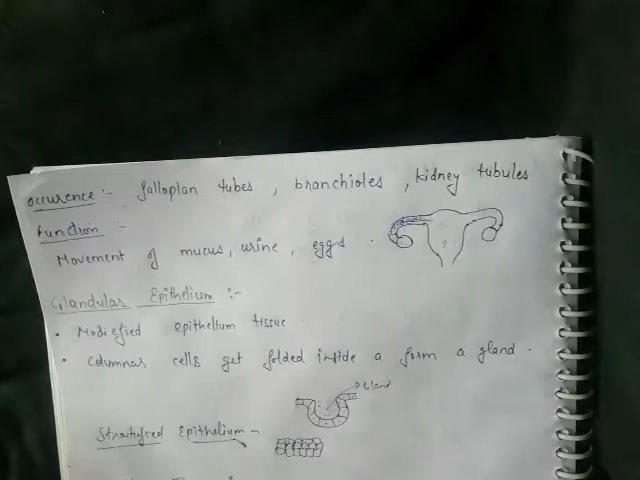 Occurence :- fallopian tubes, bronchioles, kidney tubules
Function :-
Movement of mucus, urine, eggs.
Glandular Epithelium :-
• Modiefied epithelium tissue
• Columnar cells get folded inside a form a gland.
Gland
Stratified Epithelium -